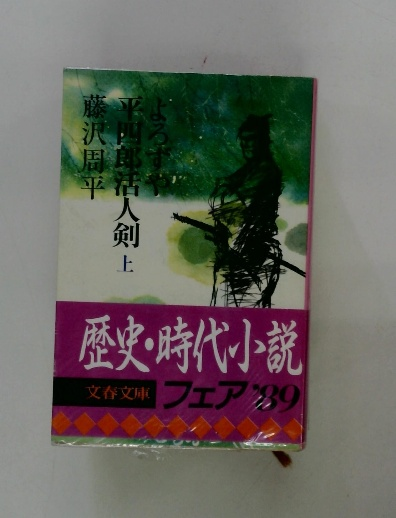 よろずや
平四郎活人剣 上
藤沢周平
歴史・時代小説
文春文庫 フェア'89